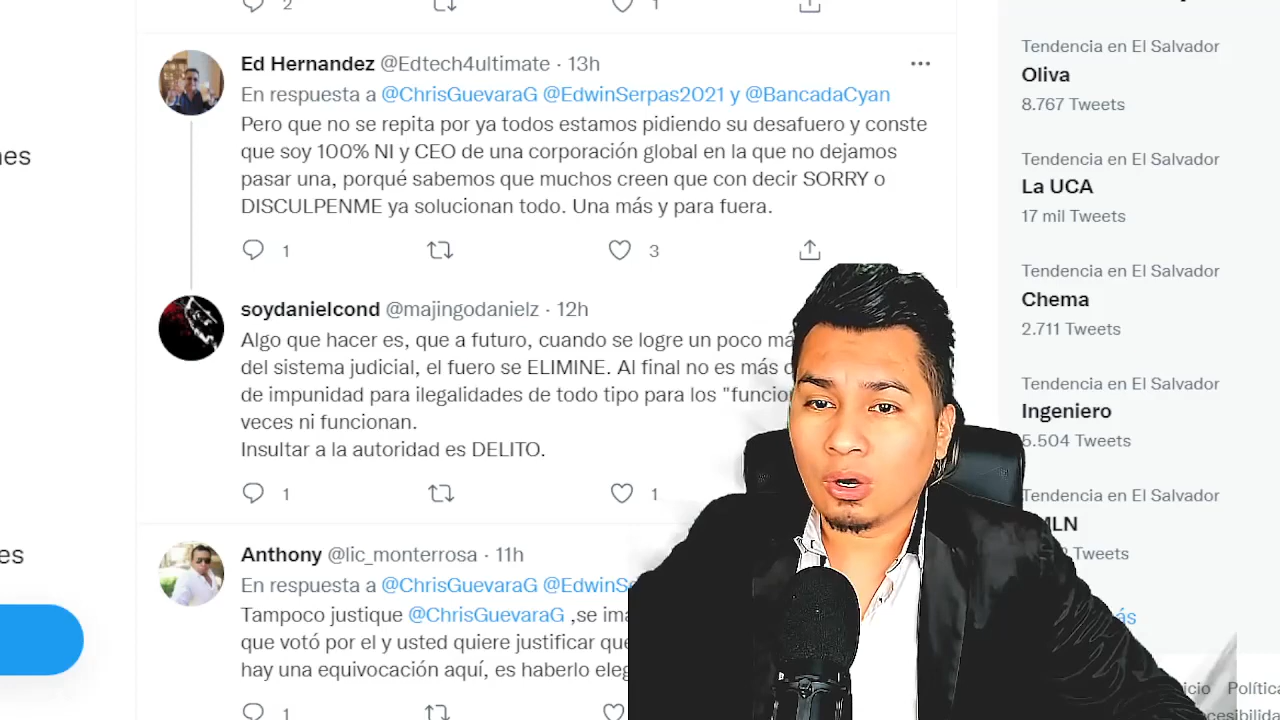 2
1
Ed Hernandez @Edtech4ultimate · 13h
En respuesta a @ChrisGuevaraG @EdwinSerpas2021 y @BancadaCyan
Pero que no se repita por ya todos estamos pidiendo su desafuero y conste
que soy 100% NI y CEO de una corporación global en la que no dejamos
pasar una, porqué sabemos que muchos creen que con decir SORRY o
DISCULPENME ya solucionan todo. Una más y para fuera.
1
3
soydanielcond @majingodanielz · 12h
Algo que hacer es, que a futuro, cuando se logre un poco
del sistema judicial, el fuero se ELIMINE. Al final no es más
de impunidad para ilegalidades de todo tipo para los
veces ni funcionan.
Insultar a la autoridad es DELITO.
1
1
Anthony @lic_monterrosa · 11h
En respuesta a @ChrisGuevaraG
Tampoco justique @ChrisGuevaraG ,se
que votó por el y usted quiere justificar
hay una equivocación aquí, es haberlo
1
Tendencia en El Salvador
Oliva
8.767 Tweets
Tendencia en El Salvador
La UCA
17 mil Tweets
Tendencia en El Salvador
Chema
2.711 Tweets
Tendencia en El Salvador
Ingeniero
5.504 Tweets
Tendencia en El Salvador
Tweets